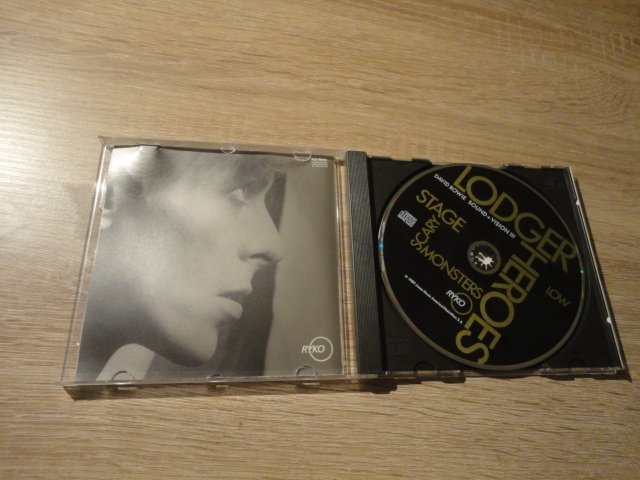 RYKO
DAVID BOWIE SOUND + VISION III
LODGER
HEROES
STAGE
SCARY
MONSTERS
LOW
RYKO